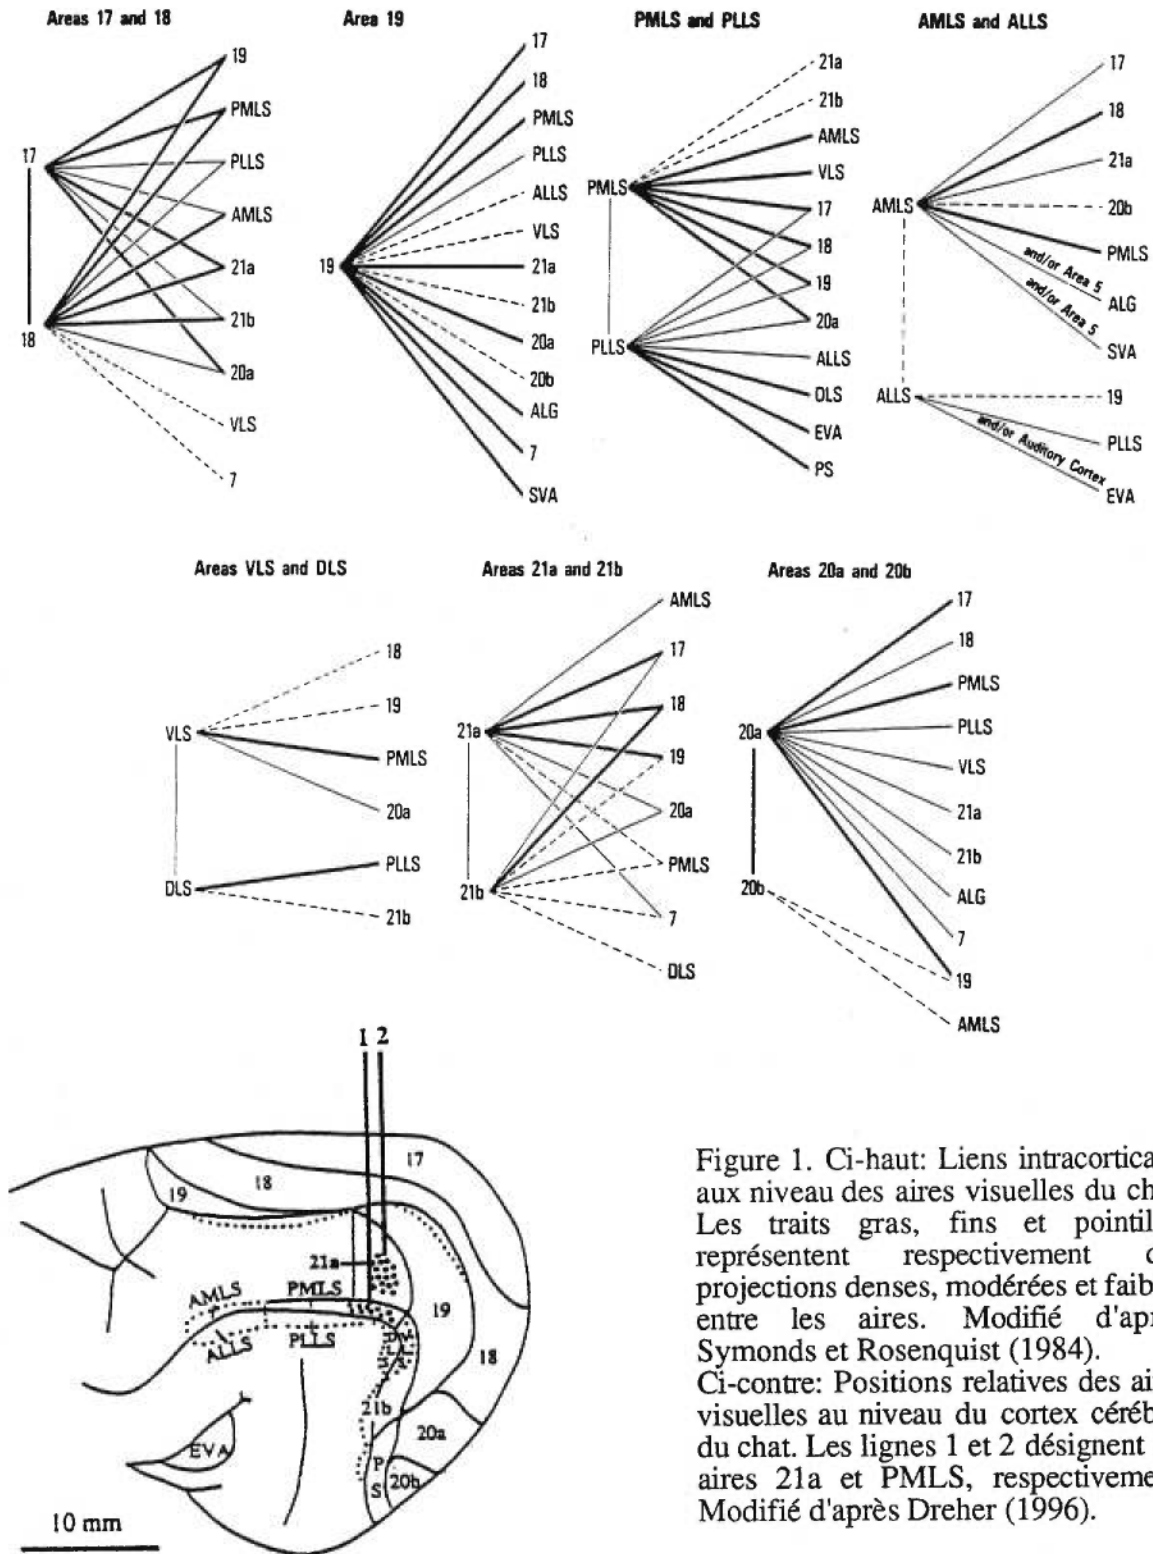 Areas 17 and 18
Area 19
PMLS and PLLS
AMLS and ALLS
17
18
19
PMLS
PLLS
AMLS
21a
21b
20a
VLS
7
19
17
18
PMLS
PLLS
ALLS
VLS
21a
21b
20a
20b
ALG
7
SVA
PMLS
PLLS
21a
21b
AMLS
VLS
17
18
19
20a
ALLS
DLS
EVA
PS
AMLS
ALLS
17
18
21a
20b
PMLS
and/or Area 5
ALG
and/or Area 5
SVA
19
PLLS
and/or Auditory Cortex
EVA
Areas VLS and DLS
Areas 21a and 21b
Areas 20a and 20b
VLS
DLS
18
19
PMLS
20a
PLLS
21b
21a
21b
AMLS
17
18
19
20a
PMLS
7
DLS
20a
20b
17
18
PMLS
PLLS
VLS
21a
21b
ALG
7
19
AMLS
1 2
17
18
19
21a
AMLS
PMLS
19
ALLS
PLLS
18
21b
20a
EVA
P
S
20b
10 mm
Figure 1. Ci-haut: Liens intracortica
aux niveau des aires visuelles du ch
Les traits gras, fins et pointil
représentent respectivement d
projections denses, modérées et faib
entre les aires. Modifié d'apr
Symonds et Rosenquist (1984).
Ci-contre: Positions relatives des ai
visuelles au niveau du cortex céréb
du chat. Les lignes 1 et 2 désignent
aires 21a et PMLS, respectiveme
Modifié d'après Dreher (1996).